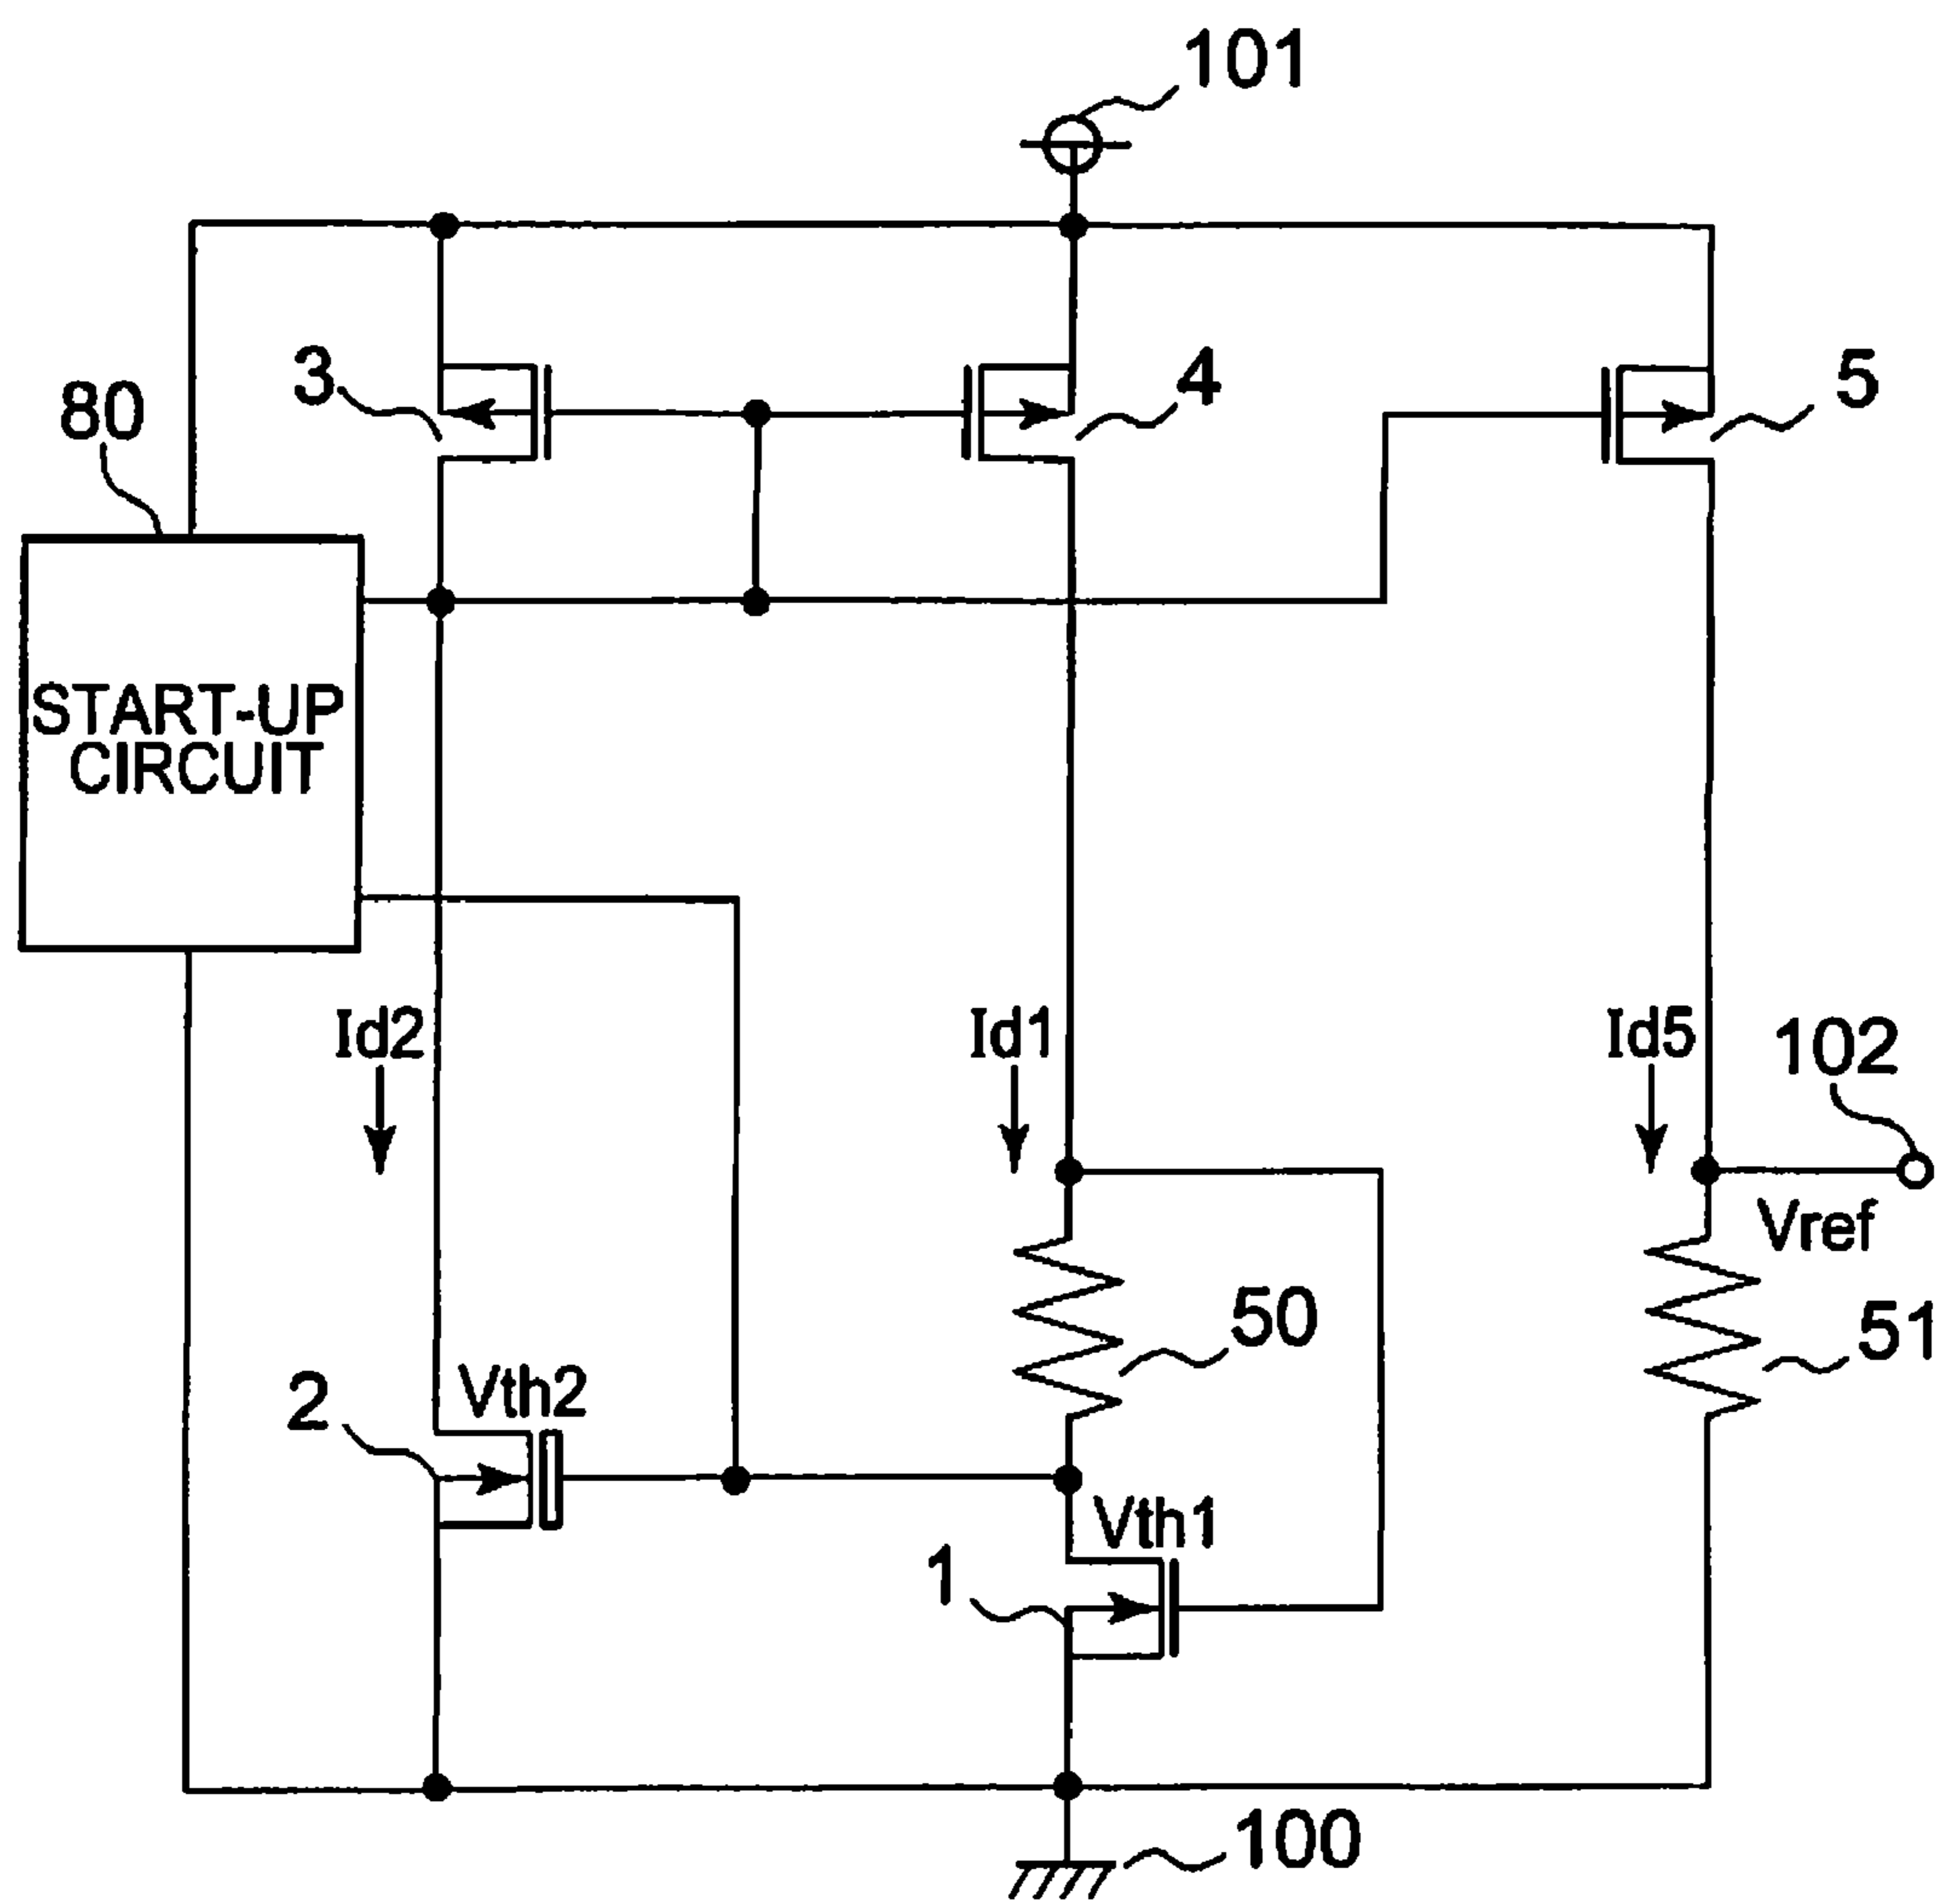 101
3
4
5
80
START-UP
CIRCUIT
Id2
Id1
Id5
102
Vref
50
51
2
Vth2
Vth1
1
100